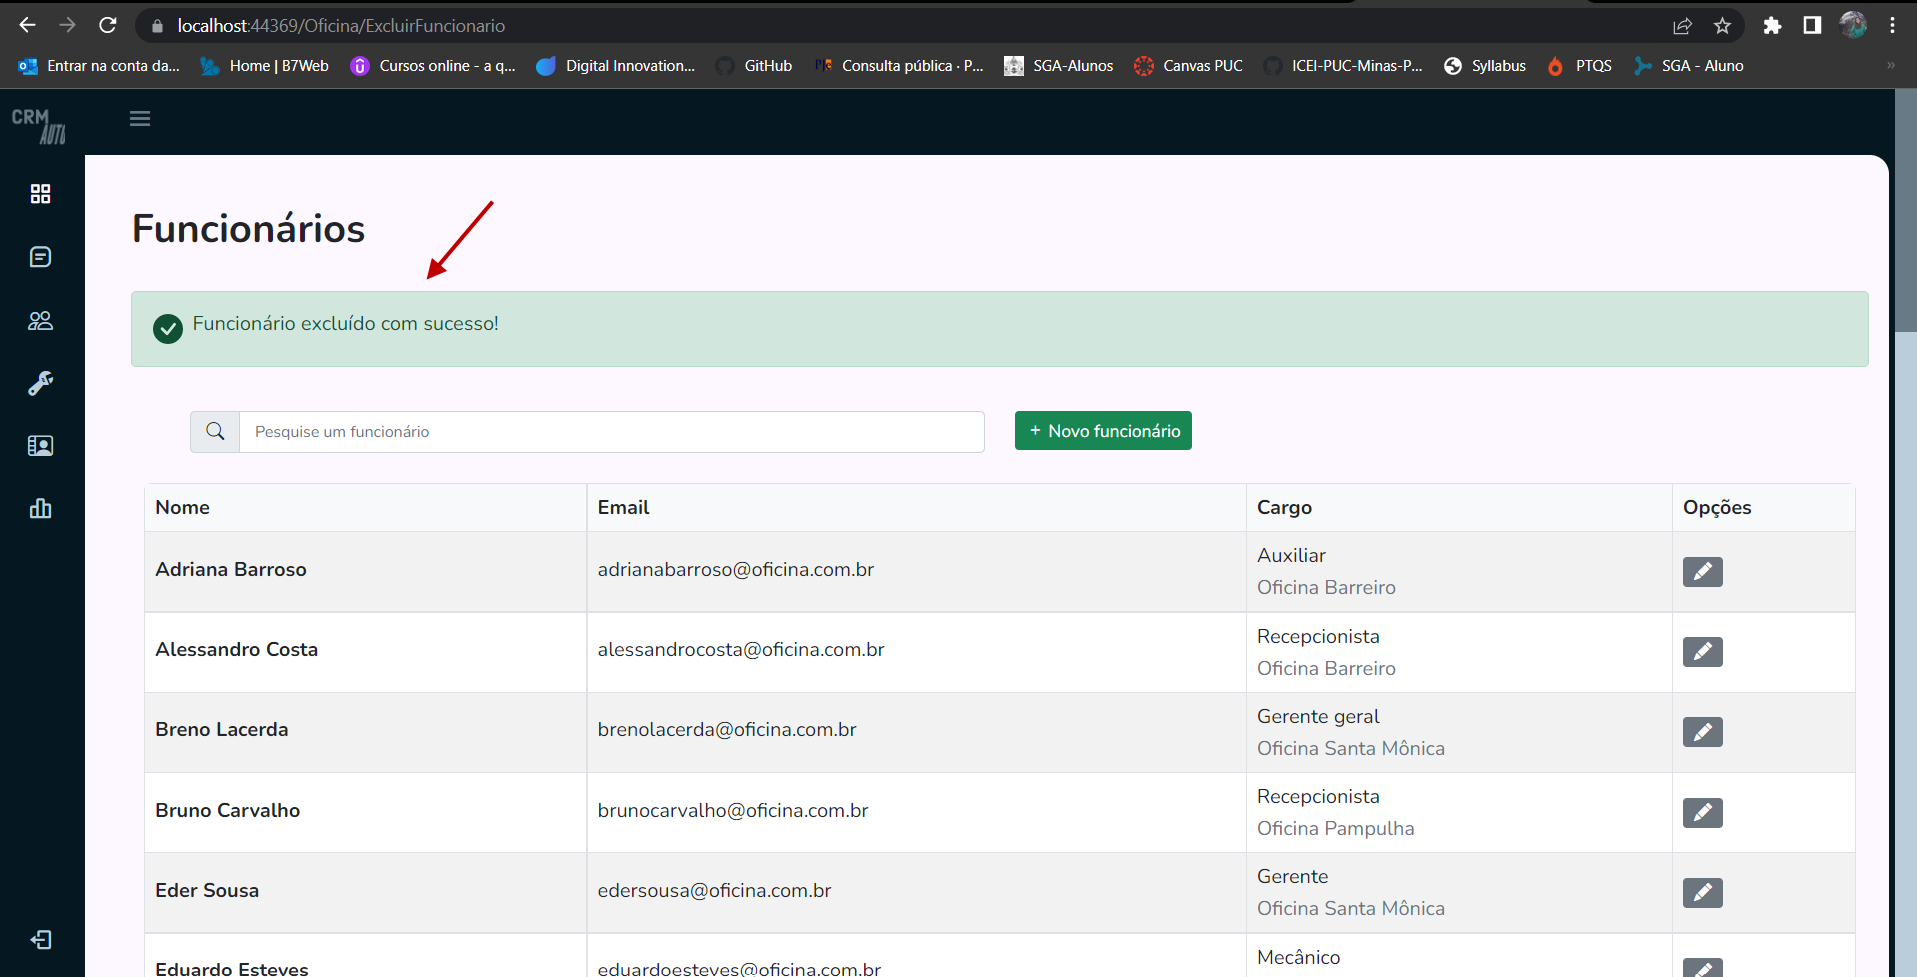 localhost:44369/Oficina/ExcluirFuncionario
Entrar na conta da...
Home | B7Web
Cursos online - a q...
Digital Innovation...
GitHub
Consulta pública · P...
SGA-Alunos
Canvas PUC
ICEI-PUC-Minas-P...
Syllabus
PTQS
SGA - Aluno
»
CRM
AUTO
Funcionários
Funcionário excluído com sucesso!
Pesquise um funcionário
+ Novo funcionário
Nome Email Cargo Opções
Adriana Barroso adrianabarroso@oficina.com.br Auxiliar
Oficina Barreiro
Alessandro Costa alessandrocosta@oficina.com.br Recepcionista
Oficina Barreiro
Breno Lacerda brenolacerda@oficina.com.br Gerente geral
Oficina Santa Mônica
Bruno Carvalho brunocarvalho@oficina.com.br Recepcionista
Oficina Pampulha
Eder Sousa edersousa@oficina.com.br Gerente
Oficina Santa Mônica
Eduardo Esteves eduardoesteves@oficina.com.br Mecânico